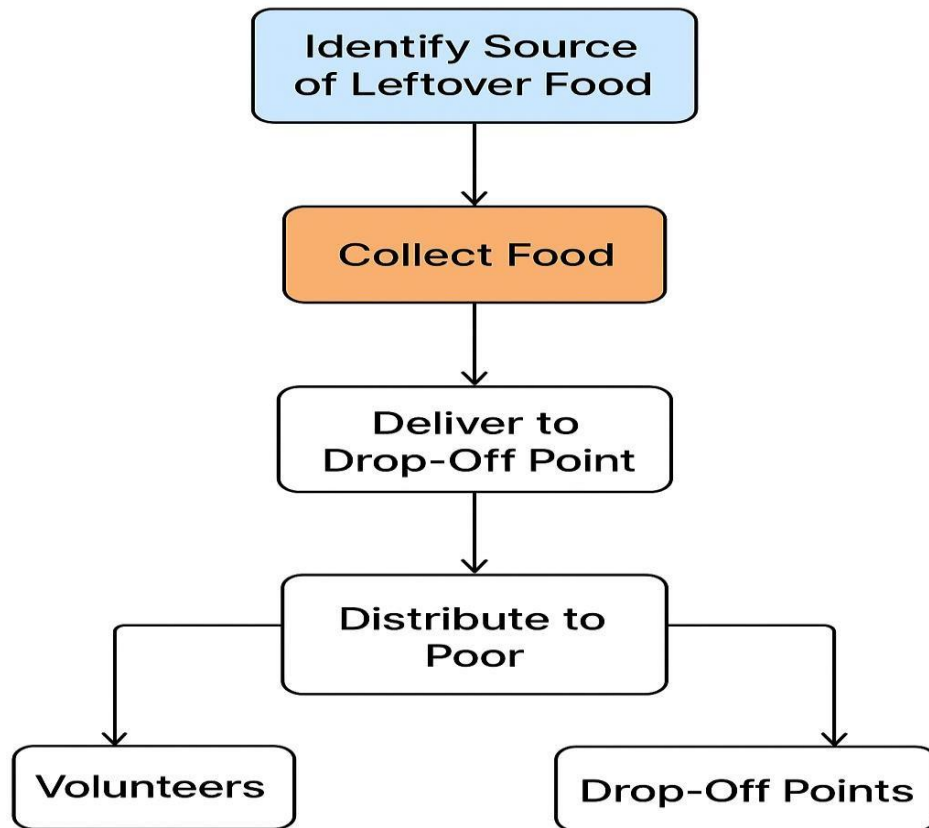 Identify Source
of Leftover Food
Collect Food
Deliver to
Drop-Off Point
Distribute to
Poor
Volunteers
Drop-Off Points